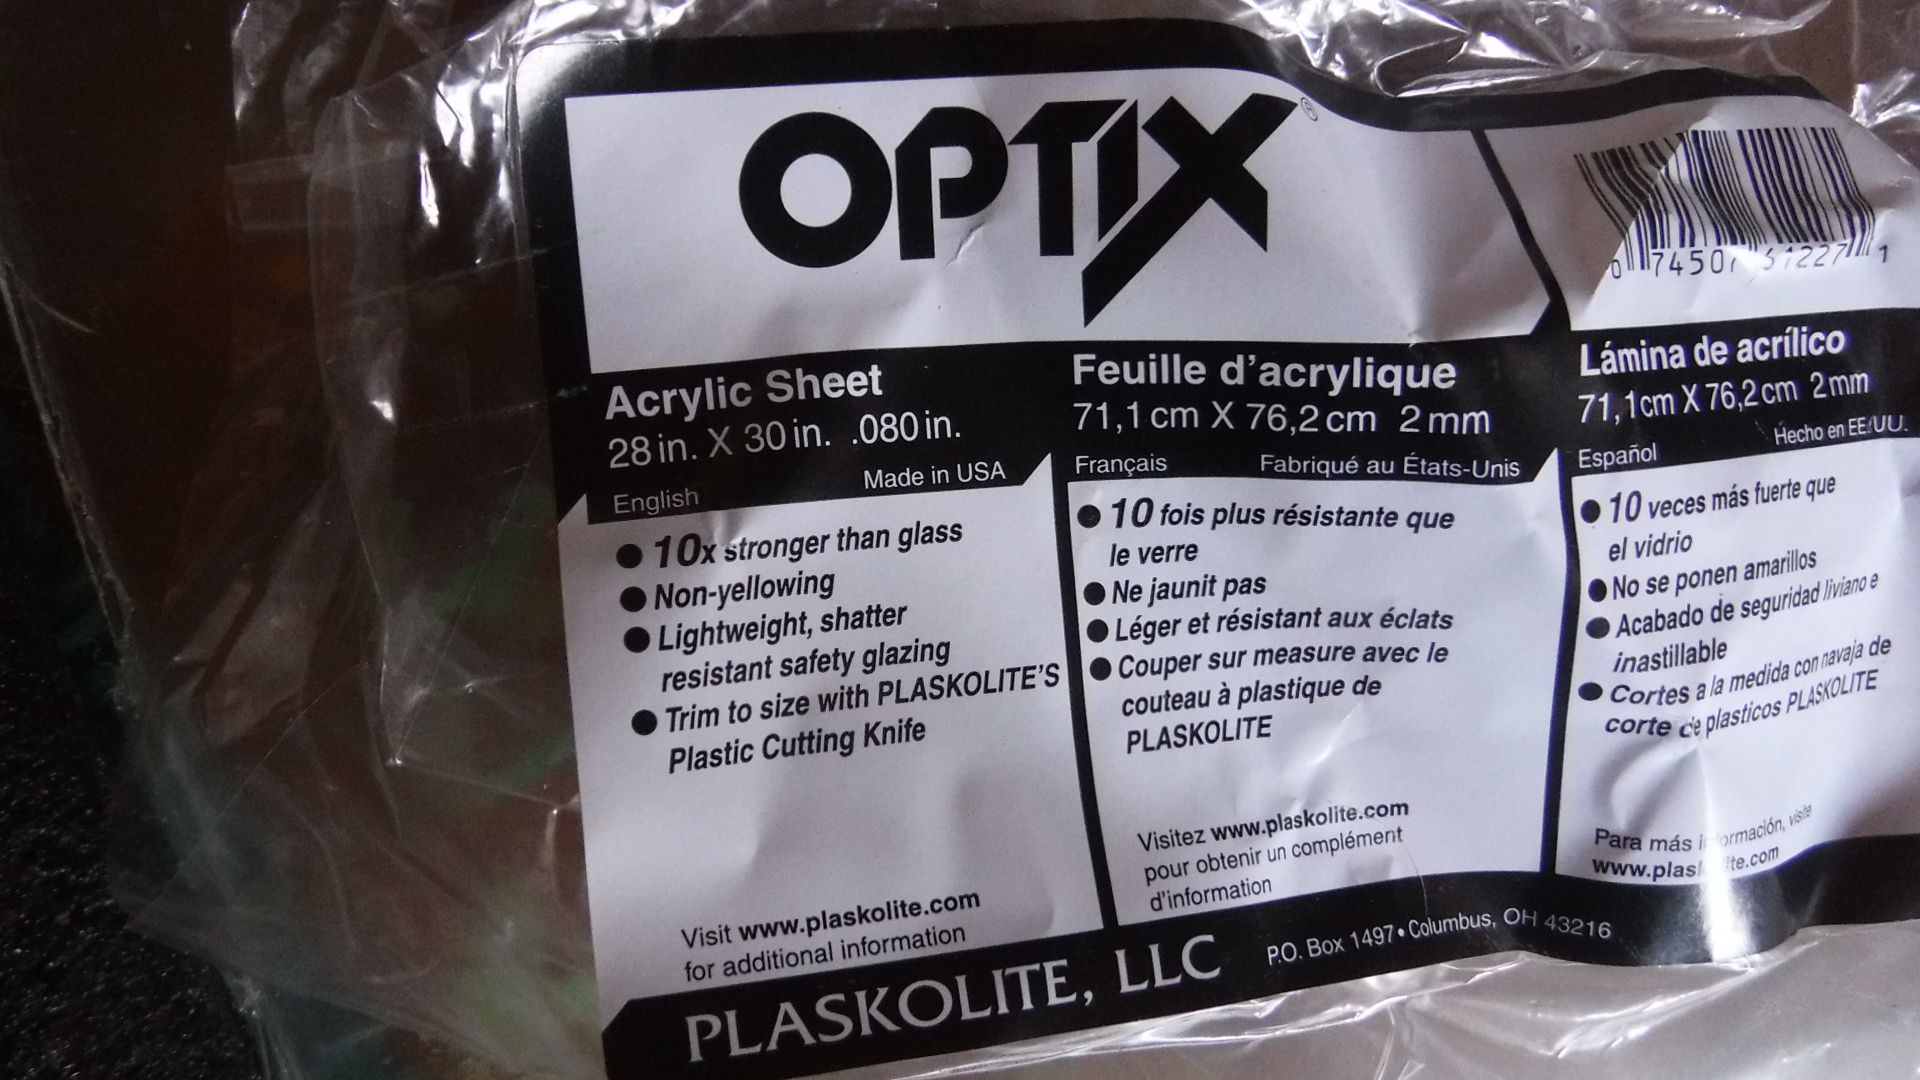 OPTIX®
Acrylic Sheet
28 in. X 30 in. .080 in.
Made in USA
English
● 10x stronger than glass
● Non-yellowing
● Lightweight, shatter
resistant safety glazing
● Trim to size with PLASKOLITE'S
Plastic Cutting Knife
Visit www.plaskolite.com
for additional information
Feuille d'acrylique
71,1 cm X 76,2 cm 2 mm
Français Fabriqué au États-Unis
● 10 fois plus résistante que
le verre
● Ne jaunit pas
● Léger et résistant aux éclats
● Couper sur measure avec le
couteau à plastique de
PLASKOLITE
Visitez www.plaskolite.com
pour obtenir un complément
d'information
0 74507 61227 1
Lámina de acrílico
71,1cm X 76,2 cm 2 mm
Hecho en EE.UU.
Español
● 10 veces más fuerte que
el vidrio
● No se ponen amarillos
● Acabado de seguridad liviano e
inastillable
● Cortes a la medida con navaja de
corte de plasticos PLASKOLITE
Para más visite
PLASKOLITE, LLC P.O. Box 1497 • Columbus, OH 43216